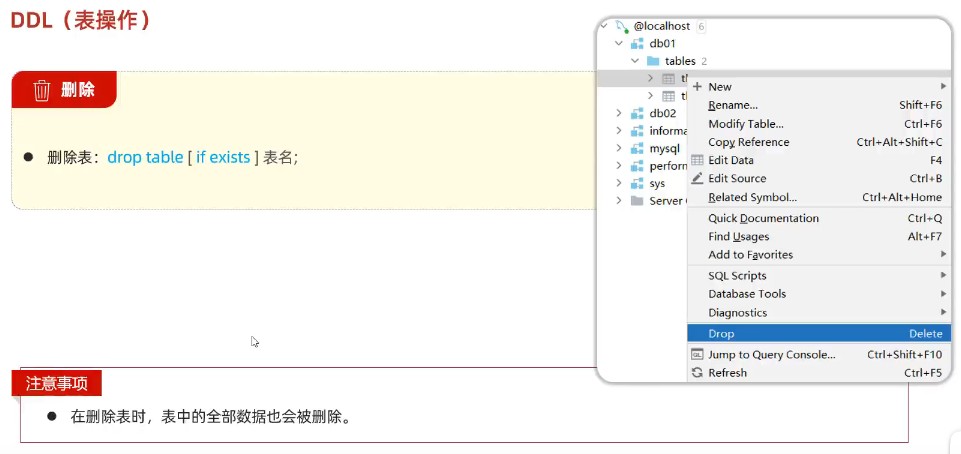 DDL（表操作）
删除
● 删除表：drop table [ if exists ] 表名；
@localhost 6
db01
tables 2
db02
mysql
sys
Server
New
Rename... Shift+F6
Modify Table... Ctrl+F6
Copy Reference Ctrl+Alt+Shift+C
Edit Data F4
Edit Source Ctrl+B
Related Symbol... Ctrl+Alt+Home
Quick Documentation Ctrl+Q
Find Usages Alt+F7
Add to Favorites
SQL Scripts
Database Tools
Diagnostics
Drop Delete
Jump to Query Console... Ctrl+Shift+F10
Refresh Ctrl+F5
注意事项
● 在删除表时，表中的全部数据也会被删除。